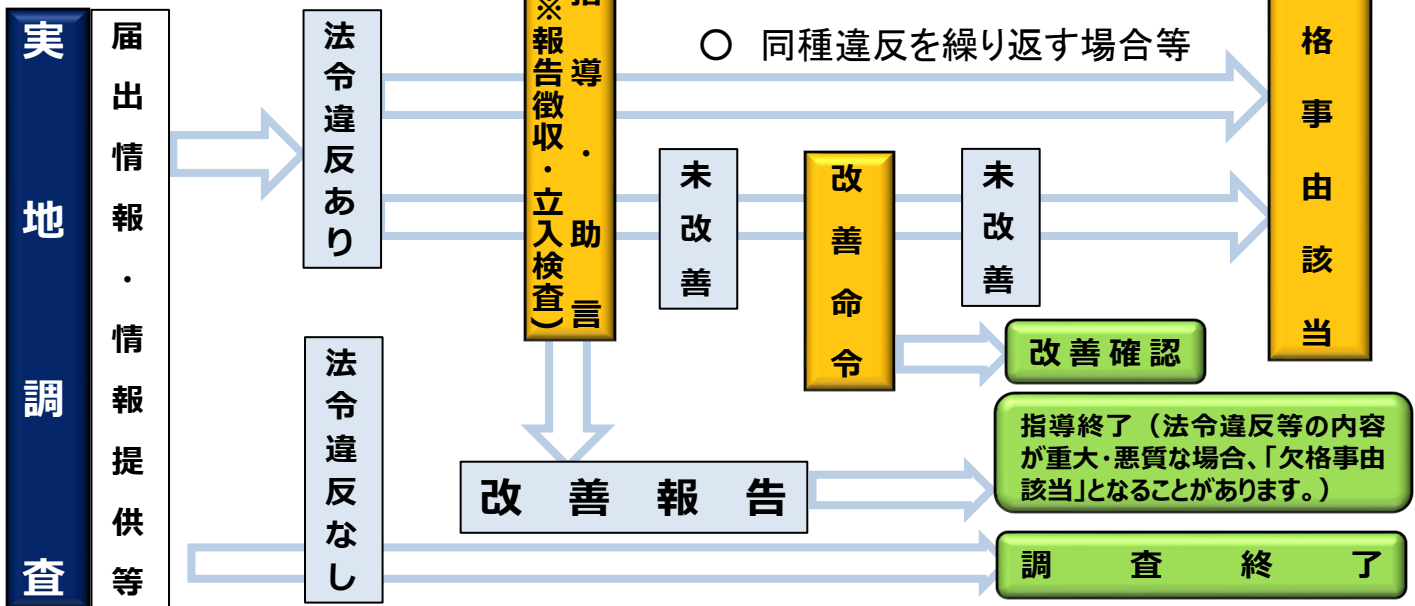 実地調査
届出情報・情報提供等
法令違反あり
指導・助言
※報告徴収・立入検査)
○ 同種違反を繰り返す場合等
未改善
改善命令
未改善
格事由該当
改善確認
法令違反なし
改善報告
指導終了（法令違反等の内容
が重大・悪質な場合、「欠格事由
該当」となることがあります。）
調査終了